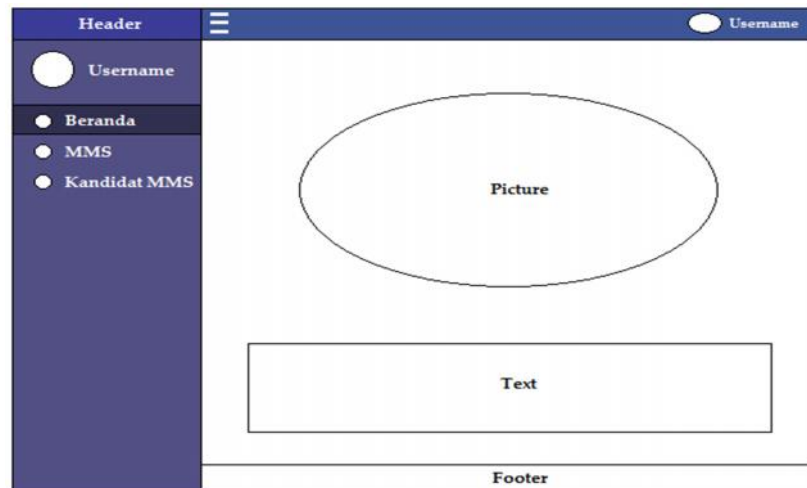 Header
Username
Username
Beranda
MMS
Kandidat MMS
Picture
Text
Footer